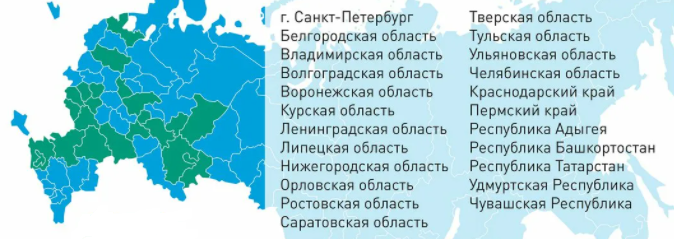 г. Санкт-Петербург
Белгородская область
Владимирская область
Волгоградская область
Воронежская область
Курская область
Ленинградская область
Липецкая область
Нижегородская область
Орловская область
Ростовская область
Саратовская область
Тверская область
Тульская область
Ульяновская область
Челябинская область
Краснодарский край
Пермский край
Республика Адыгея
Республика Башкортостан
Республика Татарстан
Удмуртская Республика
Чувашская Республика